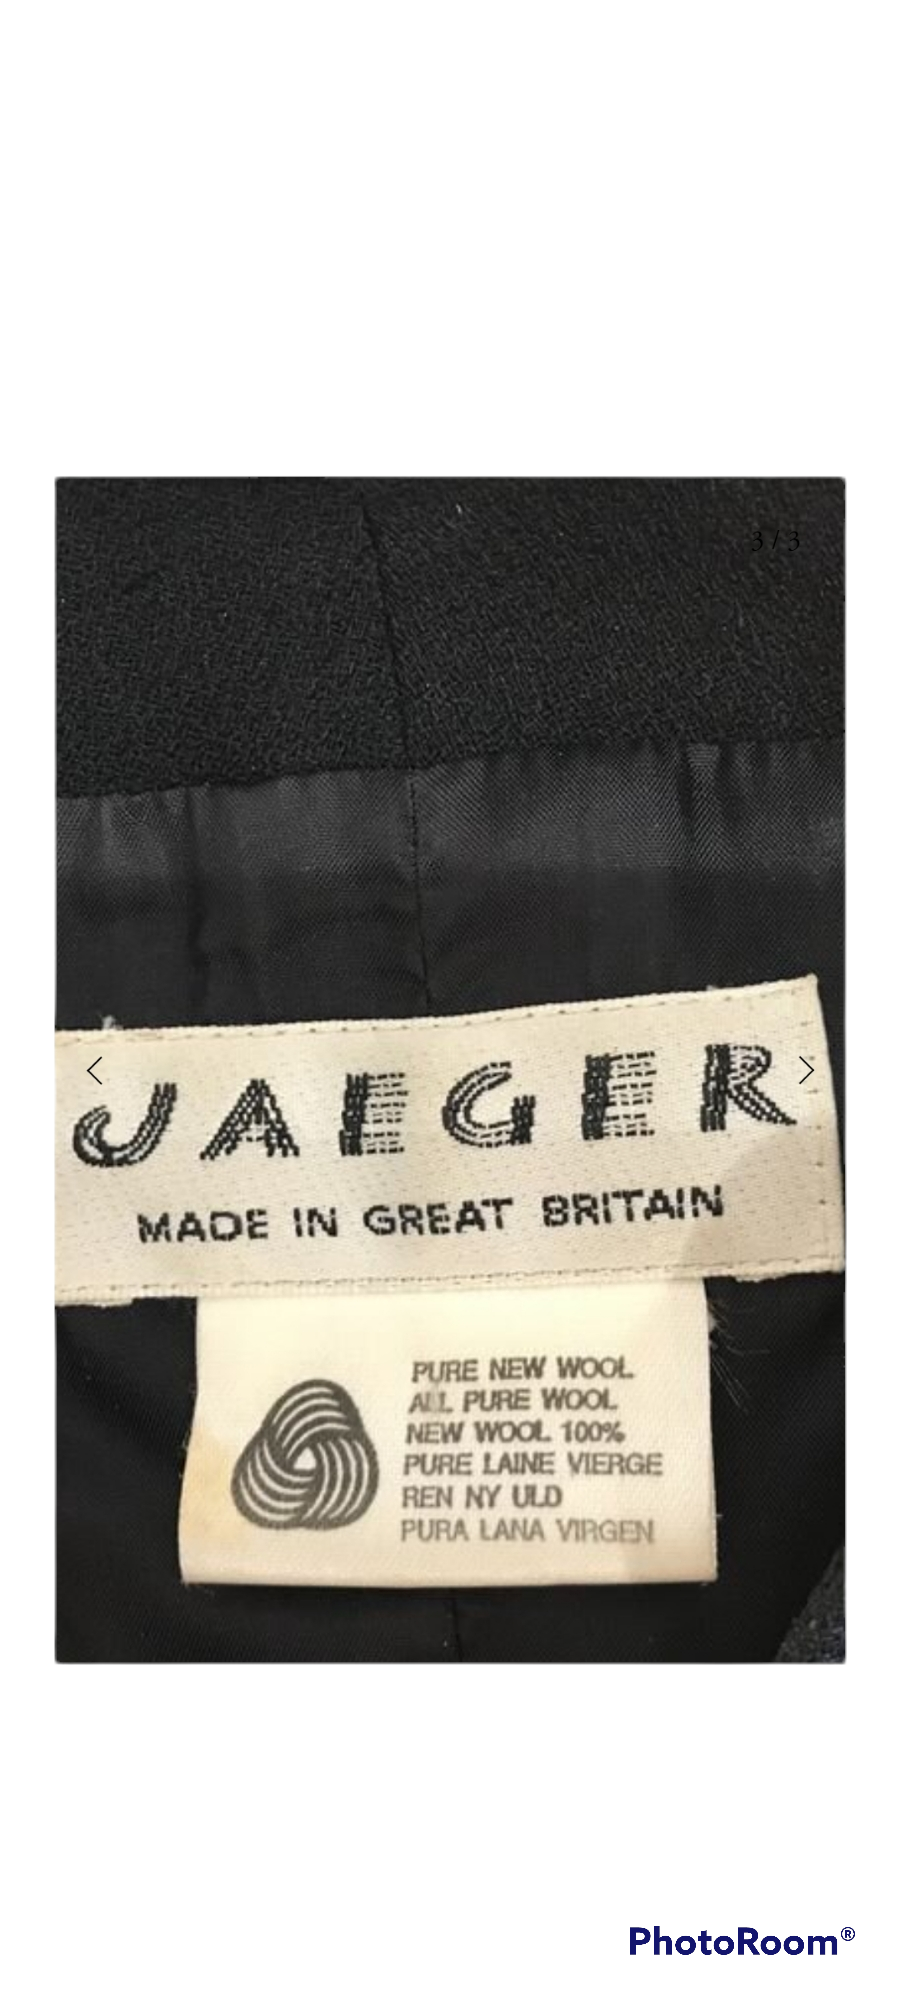 3 / 3
JAEGER
MADE IN GREAT BRITAIN
PURE NEW WOOL
ALL PURE WOOL
NEW WOOL 100%
PURE LAINE VIERGE
REN NY ULD
PURA LANA VIRGEN
PhotoRoom®